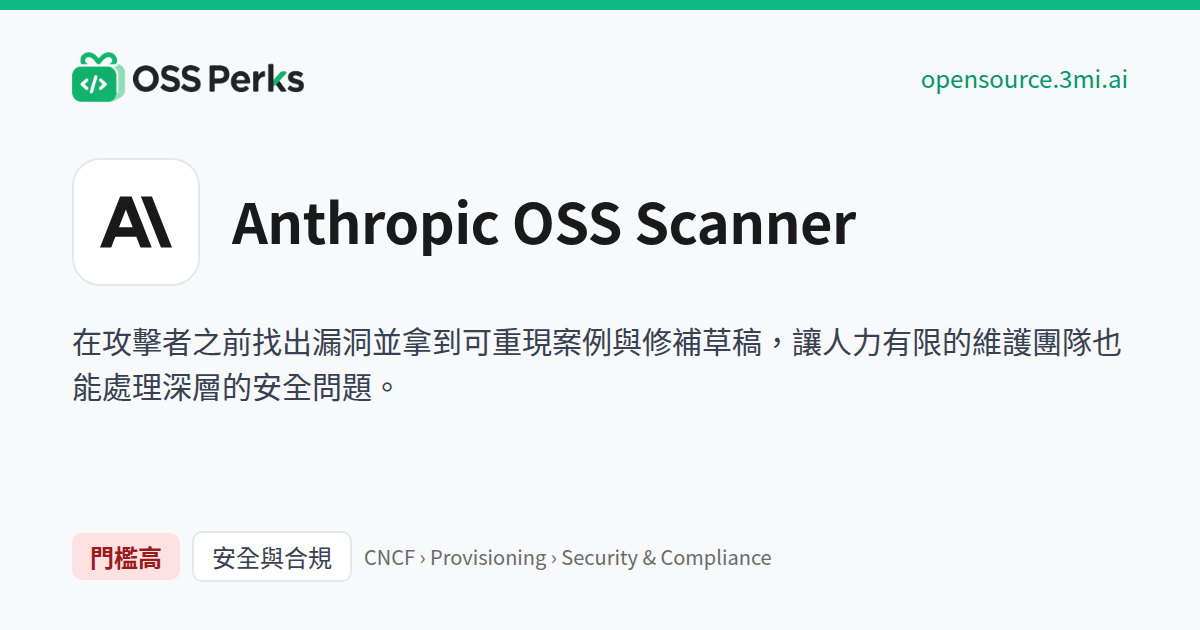 OSS Perks
opensource.3mi.ai
Anthropic OSS Scanner
在攻擊者之前找出漏洞並拿到可重現案例與修補草稿，讓人力有限的維護團隊也
能處理深層的安全問題。
門檻高
安全與合規
CNCF › Provisioning › Security & Compliance